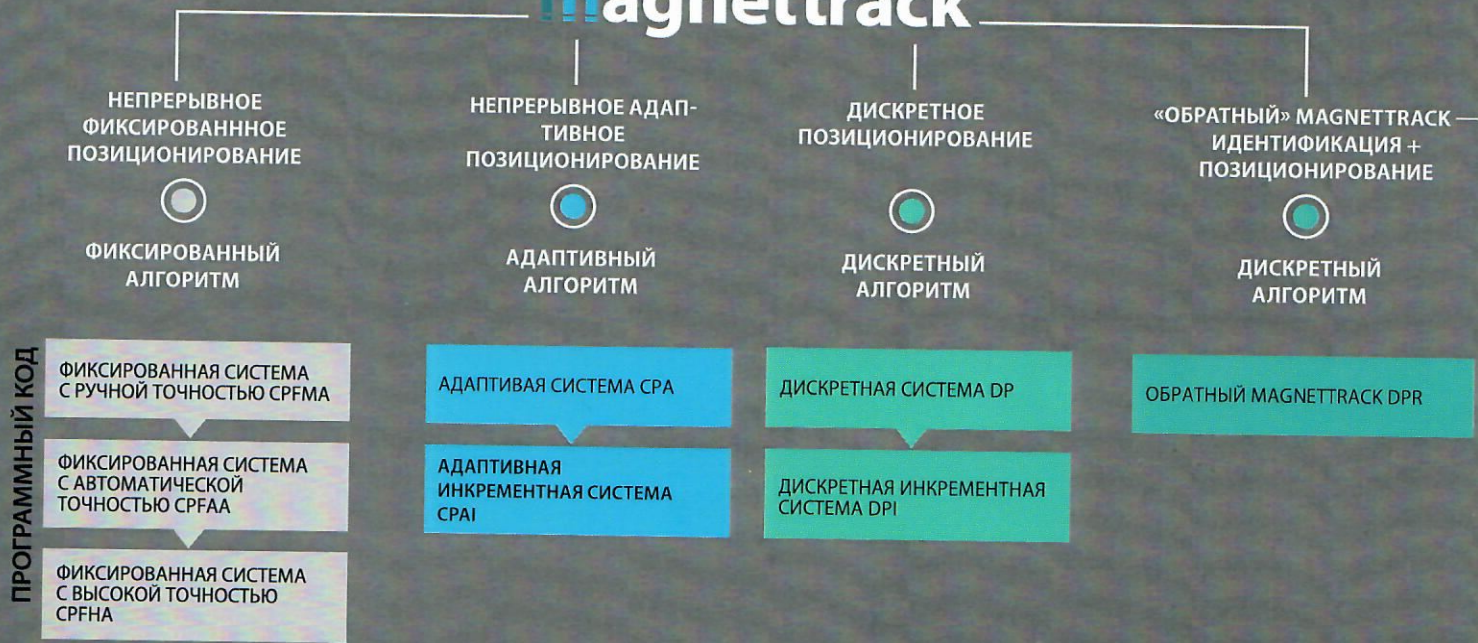 magnettrack
НЕПРЕРЫВНОЕ
ФИКСИРОВАНННОЕ
ПОЗИЦИОНИРОВАНИЕ
ФИКСИРОВАННЫЙ
АЛГОРИТМ
НЕПРЕРЫВНОЕ АДАП-
ТИВНОЕ
ПОЗИЦИОНИРОВАНИЕ
АДАПТИВНЫЙ
АЛГОРИТМ
ДИСКРЕТНОЕ
ПОЗИЦИОНИРОВАНИЕ
ДИСКРЕТНЫЙ
АЛГОРИТМ
«ОБРАТНЫЙ» MAGNETTRACK
ИДЕНТИФИКАЦИЯ +
ПОЗИЦИОНИРОВАНИЕ
ДИСКРЕТНЫЙ
АЛГОРИТМ
ПРОГРАММНЫЙ КОД
ФИКСИРОВАННАЯ СИСТЕМА
С РУЧНОЙ ТОЧНОСТЬЮ CPFMA
ФИКСИРОВАННАЯ СИСТЕМА
С АВТОМАТИЧЕСКОЙ
ТОЧНОСТЬЮ CPFAA
ФИКСИРОВАННАЯ СИСТЕМА
С ВЫСОКОЙ ТОЧНОСТЬЮ
CPFHA
АДАПТИВАЯ СИСТЕМА CPA
АДАПТИВНАЯ
ИНКРЕМЕНТНАЯ СИСТЕМА
CPAI
ДИСКРЕТНАЯ СИСТЕМА DP
ДИСКРЕТНАЯ ИНКРЕМЕНТНАЯ
СИСТЕМА DPI
ОБРАТНЫЙ MAGNETTRACK DPR